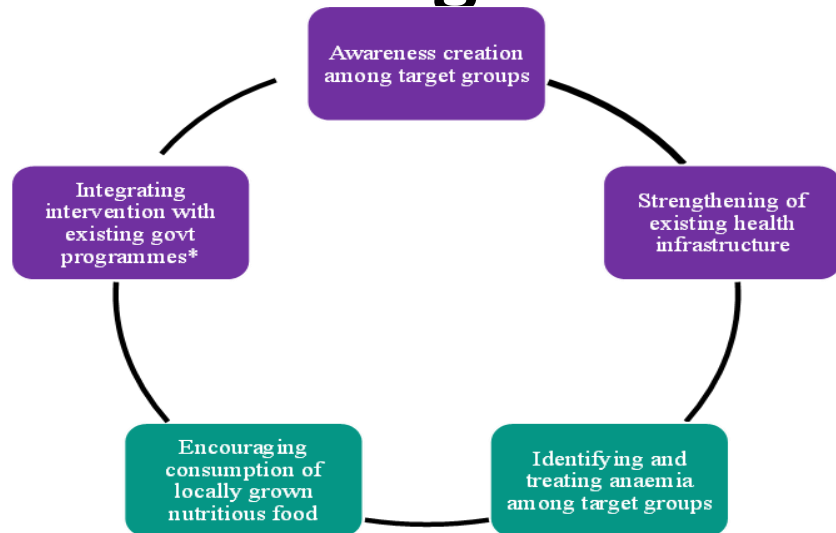 Awareness creation
among target groups
Strengthening of
existing health
infrastructure
Identifying and
treating anaemia
among target groups
Encouraging
consumption of
locally grown
nutritious food
Integrating
intervention with
existing govt
programmes*